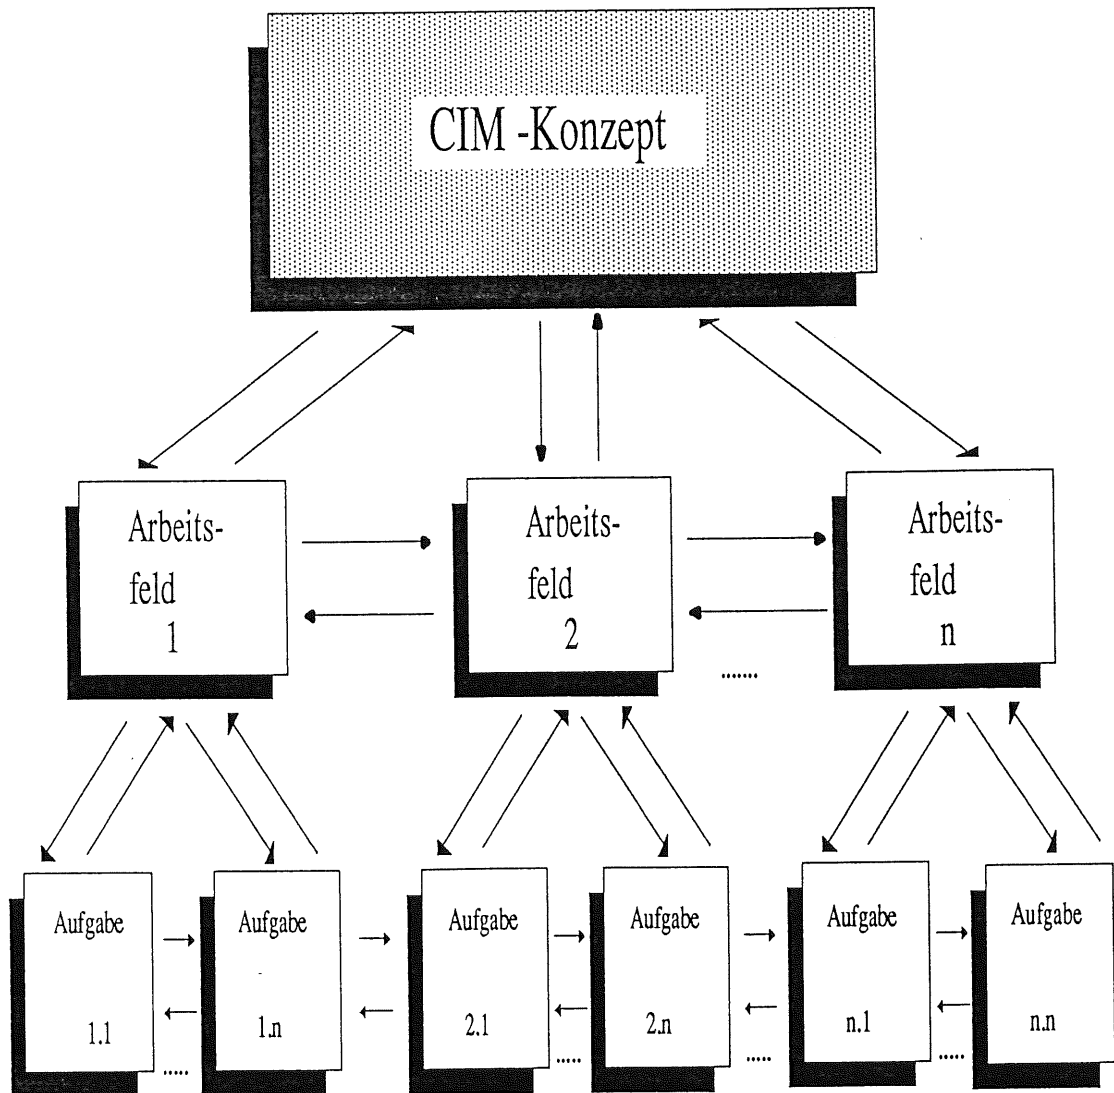 CIM -Konzept
Arbeits-
feld
1
Arbeits-
feld
2
Arbeits-
feld
n
.......
Aufgabe
1.1
.....
Aufgabe
1.n
Aufgabe
2.1
.....
Aufgabe
2.n
.....
Aufgabe
n.1
.....
Aufgabe
n.n